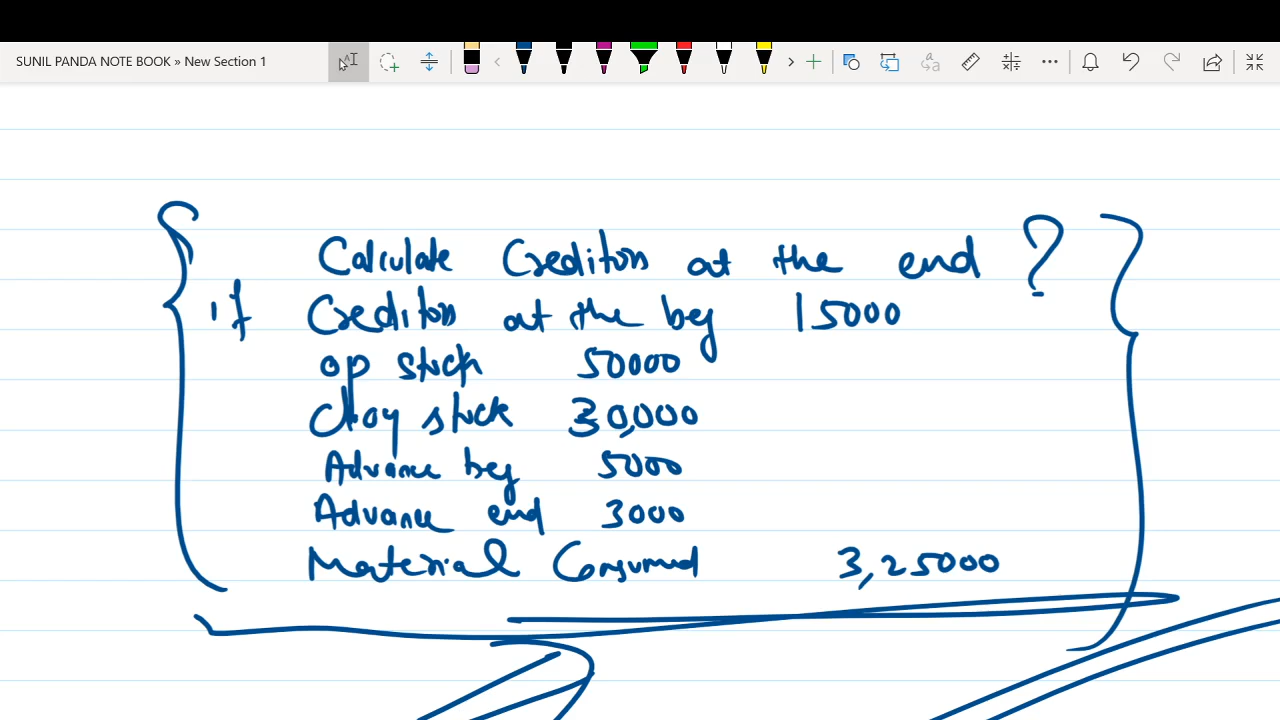 SUNIL PANDA NOTE BOOK » New Section 1
Calculate Creditors at the end ?
if Creditors at the beg 15000
op stock 50000
Closing stock 30,000
Advance beg 5000
Advance end 3000
Material Consumed 3,25000